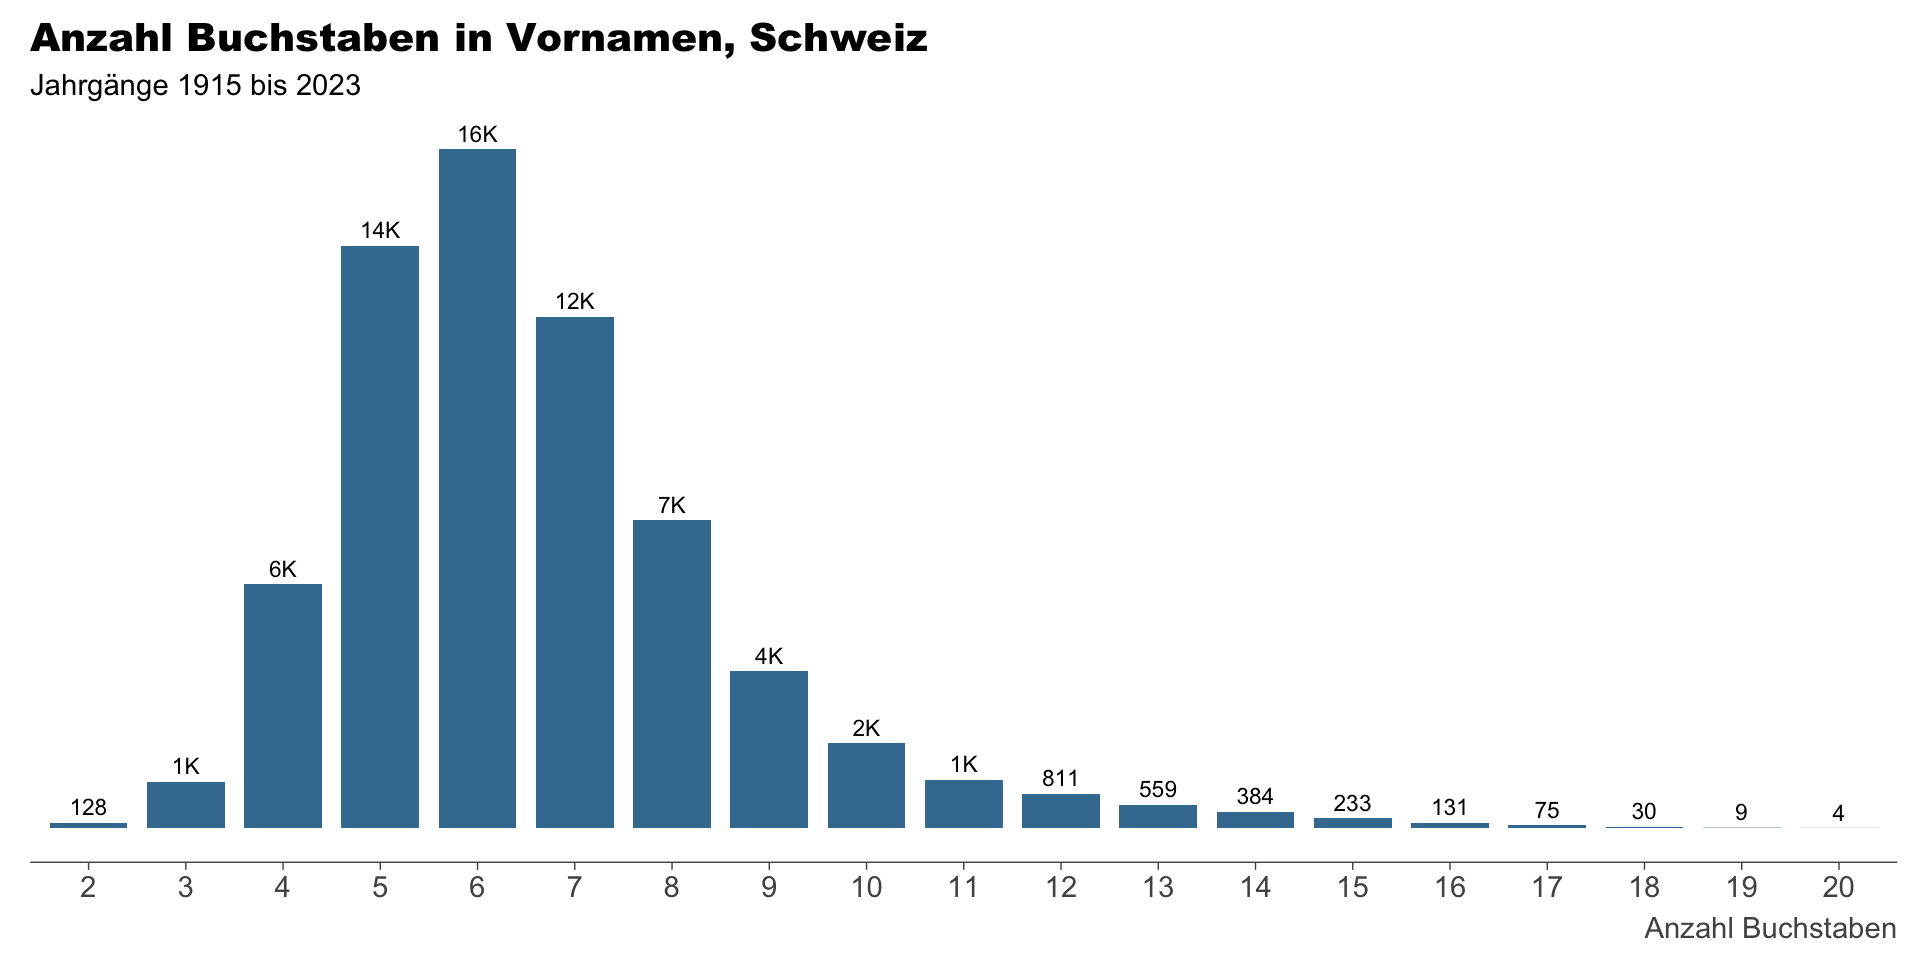 Anzahl Buchstaben in Vornamen, Schweiz
Jahrgänge 1915 bis 2023
16K
14K
12K
7K
6K
4K
2K
1K
1K
811
559
384
233
131
128
75
30
9
4
2 3 4 5 6 7 8 9 10 11 12 13 14 15 16 17 18 19 20
Anzahl Buchstaben